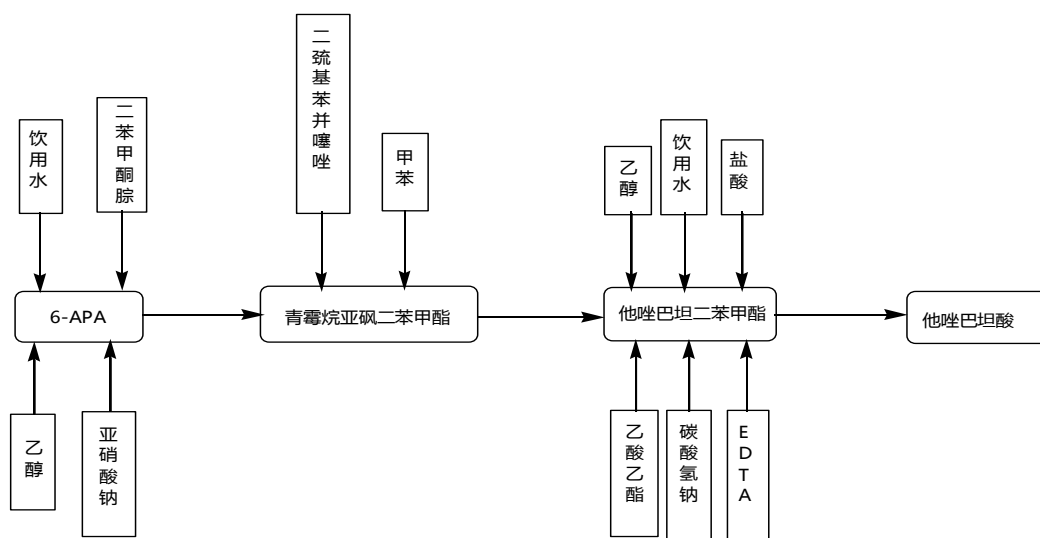 二巯基苯并噻唑
饮用水
二苯甲酮腙
甲苯
乙醇
饮用水
盐酸
6-APA
青霉烷亚砜二苯甲酯
他唑巴坦二苯甲酯
他唑巴坦酸
乙醇
亚硝酸钠
乙酸乙酯
碳酸氢钠
EDTA